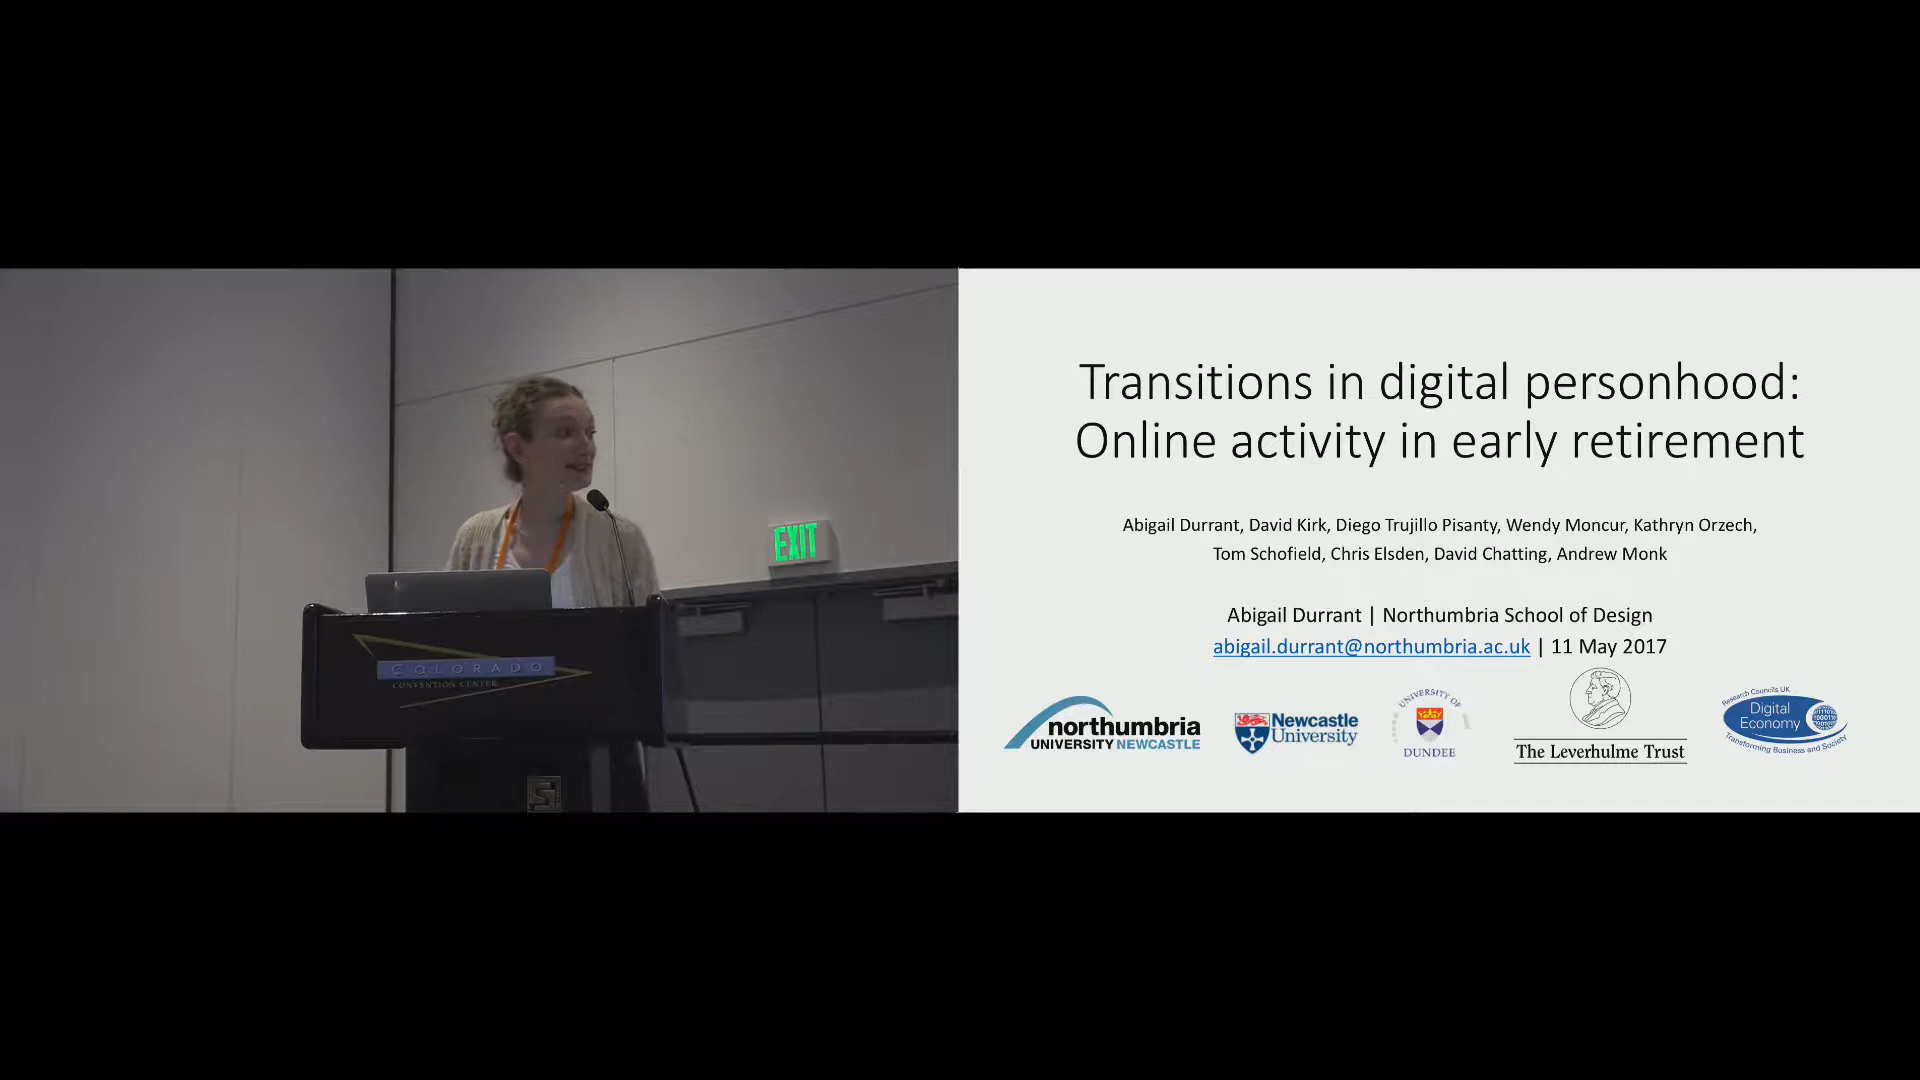 EXIT
COLORADO
CONVENTION CENTER
Transitions in digital personhood:
Online activity in early retirement
Abigail Durrant, David Kirk, Diego Trujillo Pisanty, Wendy Moncur, Kathryn Orzech,
Tom Schofield, Chris Elsden, David Chatting, Andrew Monk
Abigail Durrant | Northumbria School of Design
abigail.durrant@northumbria.ac.uk | 11 May 2017
northumbria
UNIVERSITY NEWCASTLE
Newcastle
University
UNIVERSITY OF
DUNDEE
The Leverhulme Trust
Research Councils UK
Digital
Economy
Transforming Business and Society